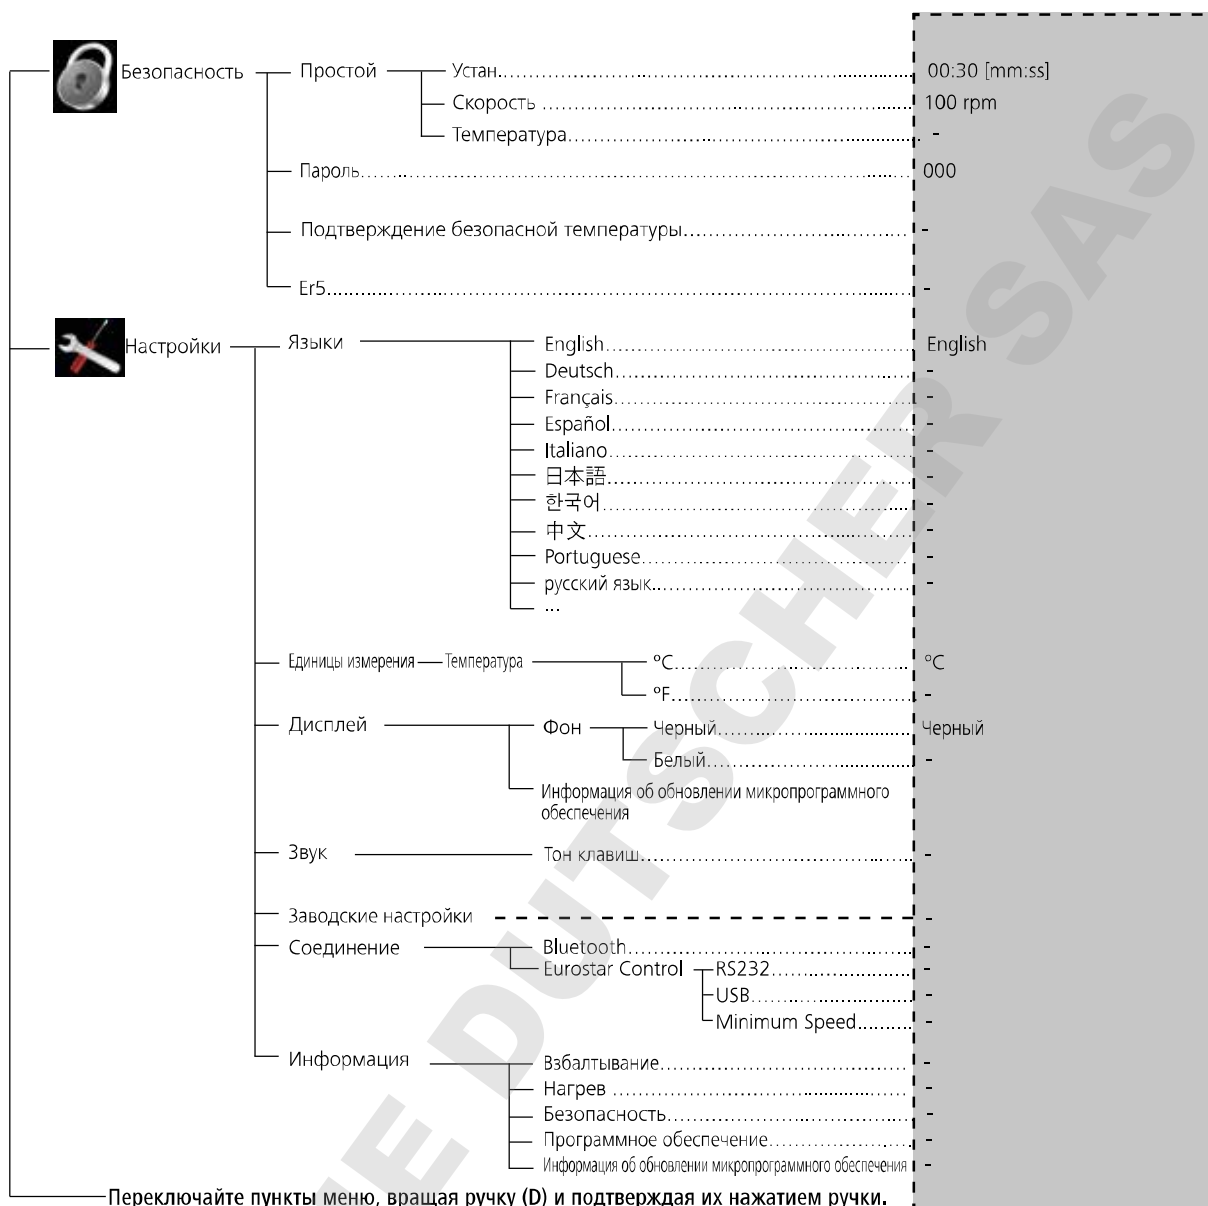 Безопасность Простой Устан. 00:30 [mm:ss]
Скорость 100 rpm
Температура -
Пароль 000
Подтверждение безопасной температуры -
Er5 -
Настройки Языки English English
Deutsch -
Français -
Español -
Italiano -
日本語 -
한국어 -
中文 -
Portuguese -
русский язык -
...
Единицы измерения Температура °C °C
°F -
Дисплей Фон Черный Черный
Белый -
Информация об обновлении микропрограммного
обеспечения
Звук Тон клавиш -
Заводские настройки -
Соединение Bluetooth -
Eurostar Control RS232 -
USB -
Minimum Speed -
Информация Взбалтывание -
Нагрев -
Безопасность -
Программное обеспечение -
Информация об обновлении микропрограммного обеспечения -
Переключайте пункты меню, вращая ручку (D) и подтверждая их нажатием ручки.
HE DUTSCHER SAS